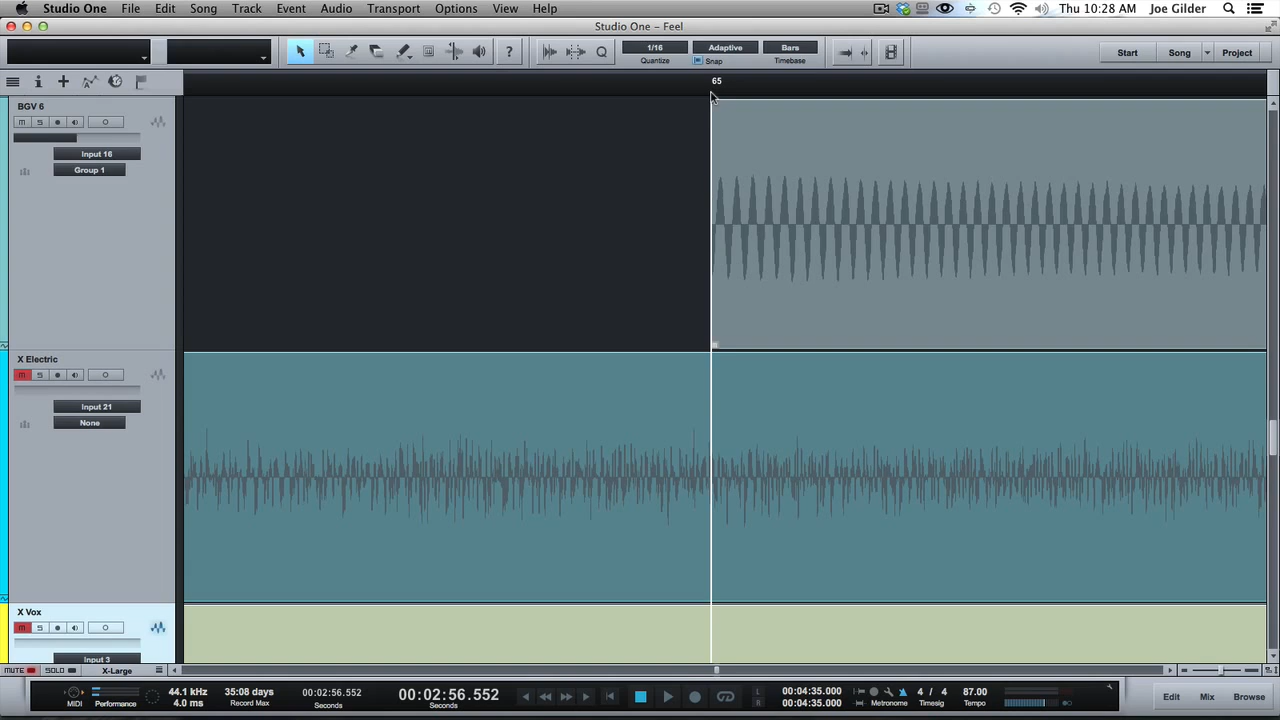 Studio One File Edit Song Track Event Audio Transport Options View Help Thu 10:28 AM Joe Gilder
Studio One – Feel
1/16 Adaptive Bars Start Song Project
Quantize Snap Timebase
65
BGV 6
M S
Input 16
Group 1
X Electric
M S
Input 21
None
X Vox
M S
Input 3
MUTE SOLO X-Large
MIDI Performance 44.1 kHz 4.0 ms 35:08 days Record Max 00:02:56.552 Seconds 00:02:56.552 Seconds L R 00:04:35.000 00:04:35.000 Metronome 4 / 4 Timesig 87.00 Tempo Edit Mix Browse